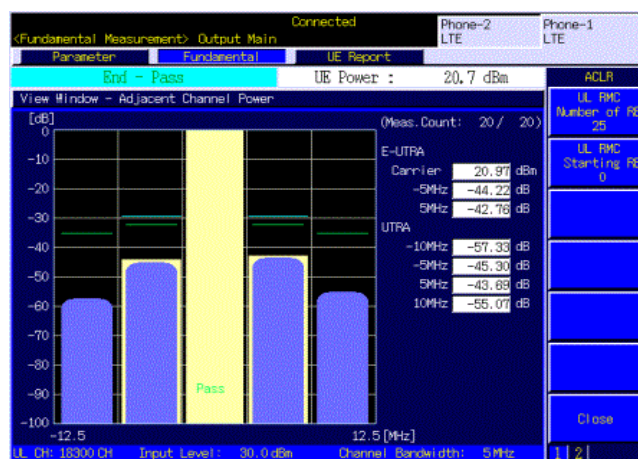 Connected
Phone-2
LTE
Phone-1
LTE
<Fundamental Measurement> Output Main
Parameter Fundamental UE Report
End - Pass UE Power : 20.7 dBm ACLR
View Window - Adjacent Channel Power
UL RMC
Number of RB
25
[dB]
(Meas.Count: 20/ 20)
0
-10
-20
-30
-40
-50
-60
-70
-80
-90
-100
E-UTRA
Carrier 20.97 dBm
-5MHz -44.22 dB
5MHz -42.76 dB
UTRA
-10MHz -57.33 dB
-5MHz -45.30 dB
5MHz -43.69 dB
10MHz -55.07 dB
UL RMC
Starting RB
0
Pass
-12.5 12.5 [MHz]
Close
UL CH: 18300 CH Input Level: 30.0 dBm Channel Bandwidth: 5 MHz
1 2